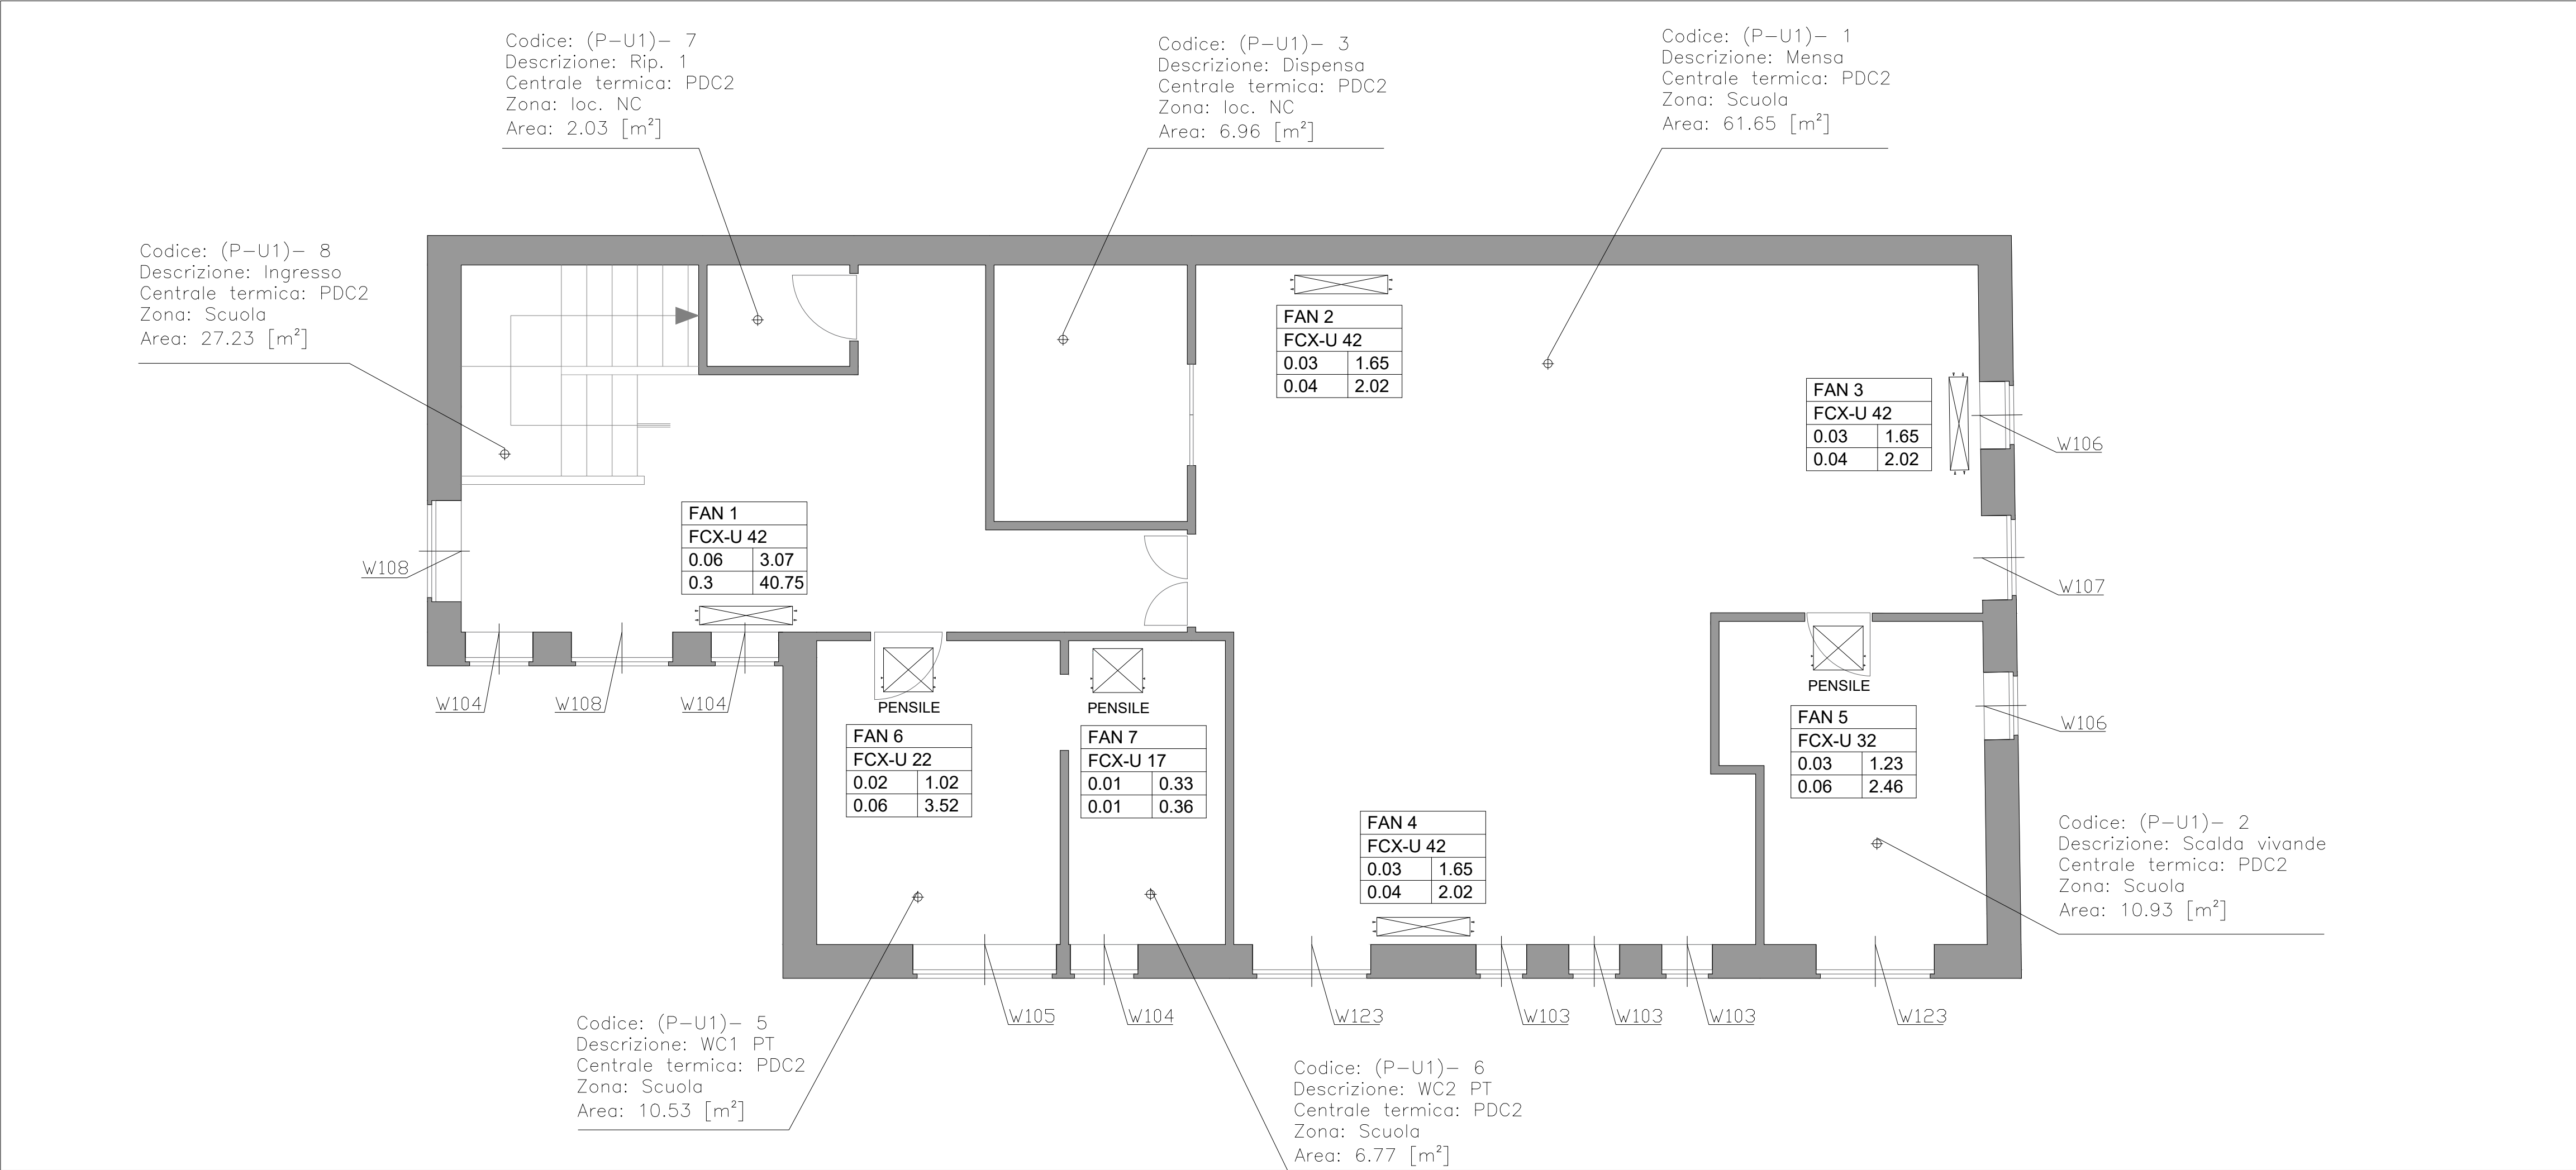 Codice: (P-U1)- 7
Descrizione: Rip. 1
Centrale termica: PDC2
Zona: loc. NC
Area: 2.03 [m²]
Codice: (P-U1)- 3
Descrizione: Dispensa
Centrale termica: PDC2
Zona: loc. NC
Area: 6.96 [m²]
Codice: (P-U1)- 1
Descrizione: Mensa
Centrale termica: PDC2
Zona: Scuola
Area: 61.65 [m²]
Codice: (P-U1)- 8
Descrizione: Ingresso
Centrale termica: PDC2
Zona: Scuola
Area: 27.23 [m²]
FAN 2
FCX-U 42
0.03 1.65
0.04 2.02
FAN 3
FCX-U 42
0.03 1.65
0.04 2.02
W106
FAN 1
FCX-U 42
0.06 3.07
0.3 40.75
W108
W107
W104
W108
W104
PENSILE
PENSILE
PENSILE
W106
FAN 6
FCX-U 22
0.02 1.02
0.06 3.52
FAN 7
FCX-U 17
0.01 0.33
0.01 0.36
FAN 5
FCX-U 32
0.03 1.23
0.06 2.46
FAN 4
FCX-U 42
0.03 1.65
0.04 2.02
Codice: (P-U1)- 2
Descrizione: Scalda vivande
Centrale termica: PDC2
Zona: Scuola
Area: 10.93 [m²]
W105
W104
W123
W103
W103
W103
W123
Codice: (P-U1)- 5
Descrizione: WC1 PT
Centrale termica: PDC2
Zona: Scuola
Area: 10.53 [m²]
Codice: (P-U1)- 6
Descrizione: WC2 PT
Centrale termica: PDC2
Zona: Scuola
Area: 6.77 [m²]